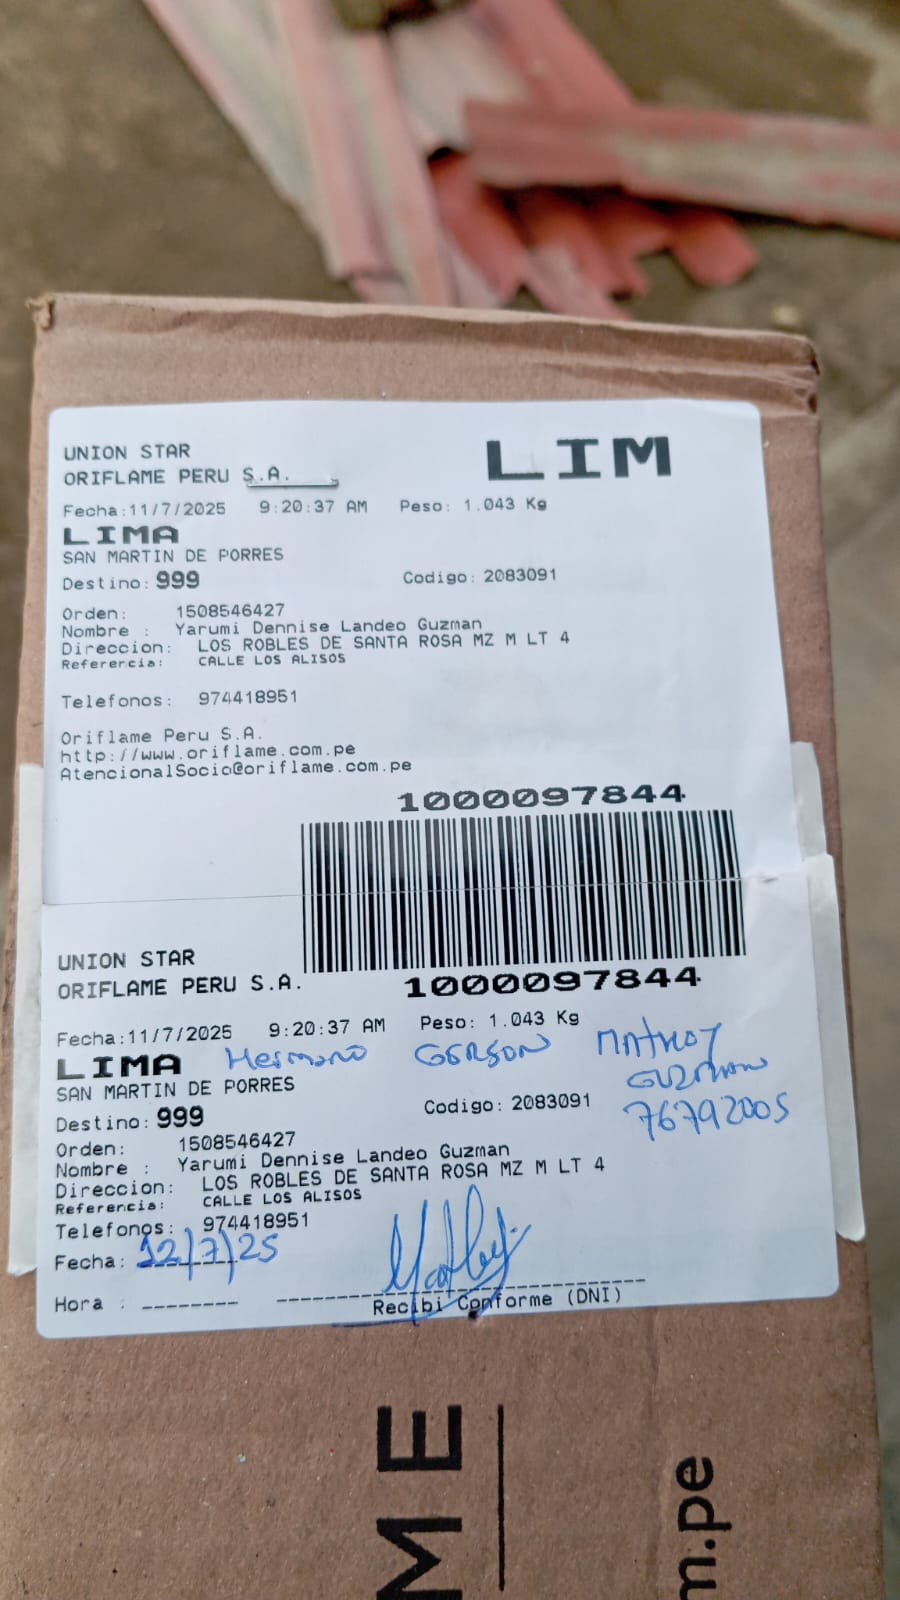 UNION STAR
ORIFLAME PERU S.A.
LIM
Fecha:11/7/2025 9:20:37 AM Peso: 1.043 Kg
LIMA
SAN MARTIN DE PORRES
Destino: 999 Codigo: 2083091
Orden: 1508546427
Nombre : Yarumi Dennise Landeo Guzman
Direccion: LOS ROBLES DE SANTA ROSA MZ M LT 4
Referencia: CALLE LOS ALISOS
Telefonos: 974418951
Oriflame Peru S.A.
http://www.oriflame.com.pe
AtencionalSocio@oriflame.com.pe
1000097844
1000097844
UNION STAR
ORIFLAME PERU S.A.
Fecha:11/7/2025 9:20:37 AM Peso: 1.043 Kg
LIMA Hermano GERSON
GUZMAN
SAN MARTIN DE PORRES
76792005
Destino: 999 Codigo: 2083091
Orden: 1508546427
Nombre : Yarumi Dennise Landeo Guzman
Direccion: LOS ROBLES DE SANTA ROSA MZ M LT 4
Referencia: CALLE LOS ALISOS
Telefonos: 974418951
Fecha: 12/7/25
Hora :
Recibi Conforme (DNI)
ME
m.pe